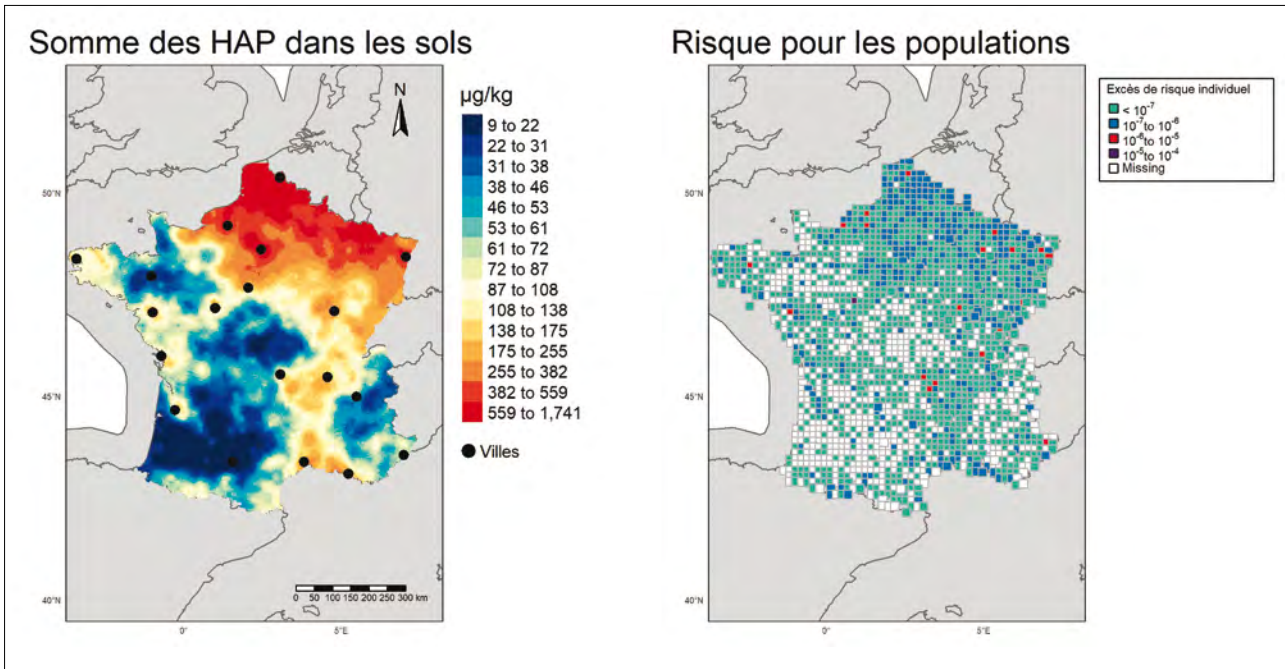 Somme des HAP dans les sols
µg/kg
N
9 to 22
22 to 31
31 to 38
38 to 46
46 to 53
53 to 61
61 to 72
72 to 87
87 to 108
108 to 138
138 to 175
175 to 255
255 to 382
382 to 559
559 to 1,741
Villes
50°N
45°N
40°N
0 50 100 150 200 250 300 km
0°
5°E
Risque pour les populations
Excès de risque individuel
< 10⁻⁷
10⁻⁷ to 10⁻⁶
10⁻⁶ to 10⁻⁵
10⁻⁵ to 10⁻⁴
Missing
50°N
45°N
40°N
0°
5°E